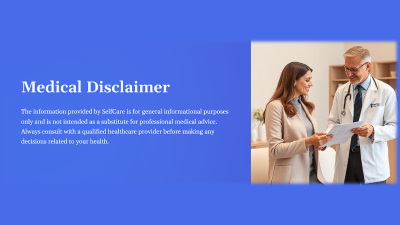 Medical Disclaimer
The information provided by SelfCare is for general informational purposes
only and is not intended as a substitute for professional medical advice.
Always consult with a qualified healthcare provider before making any
decisions related to your health.